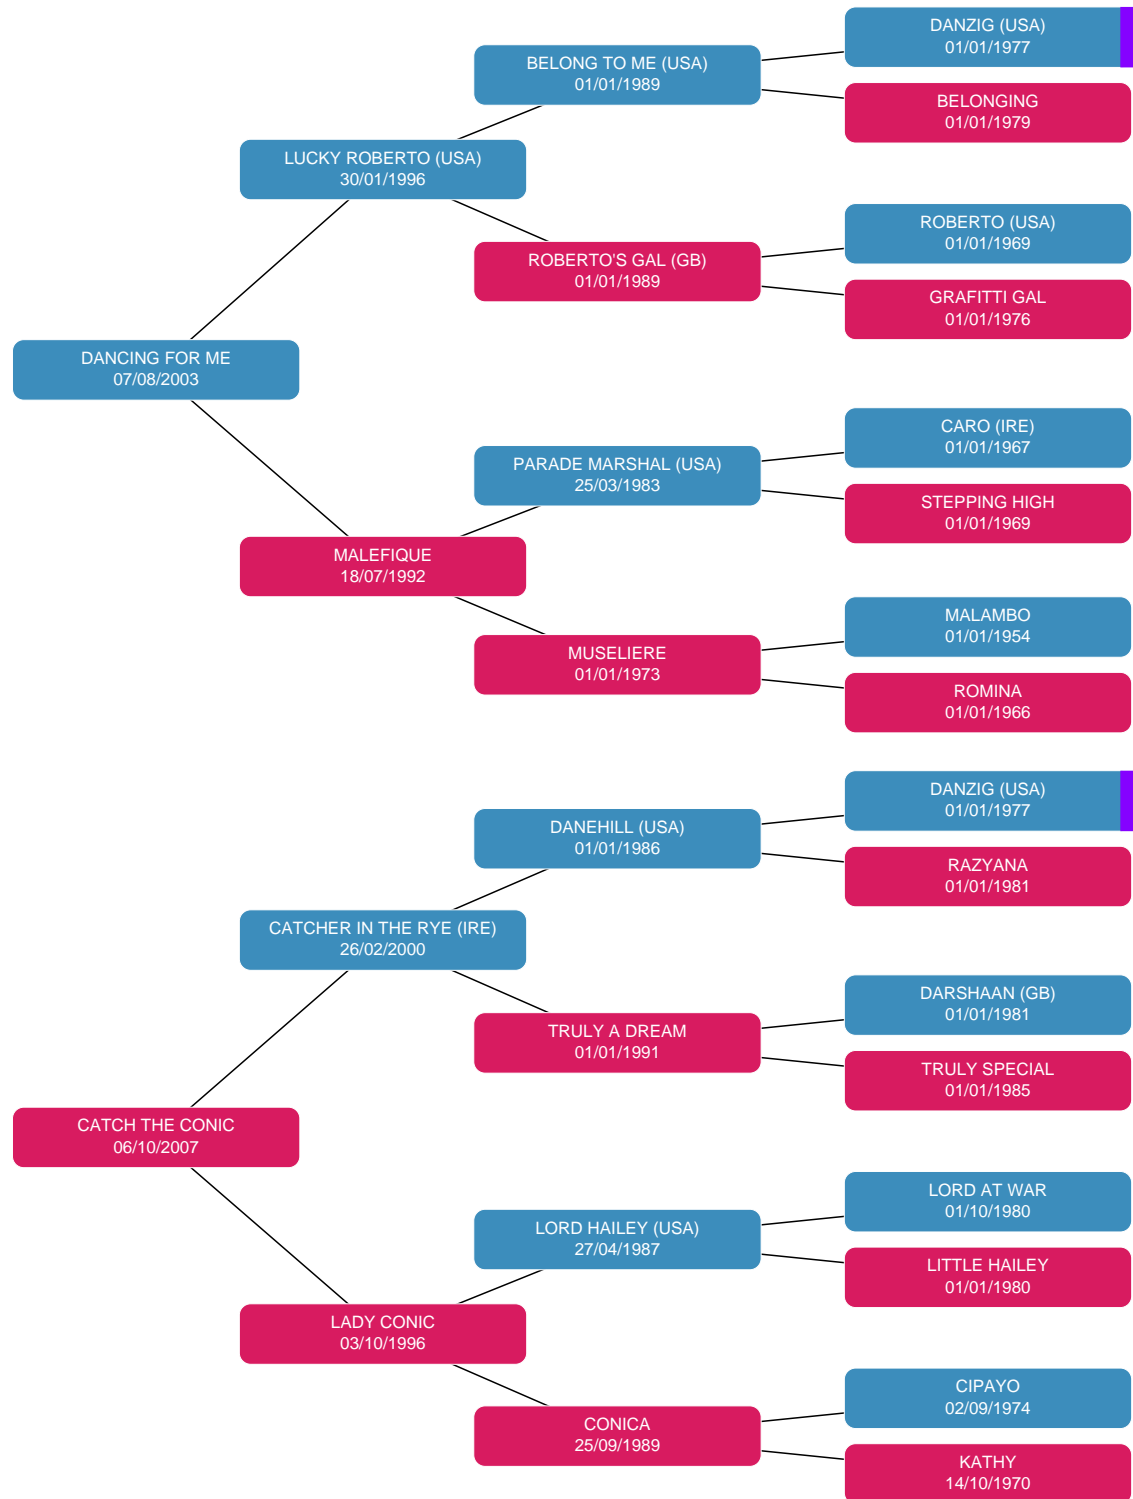 DANZIG (USA)
01/01/1977
BELONG TO ME (USA)
01/01/1989
BELONGING
01/01/1979
LUCKY ROBERTO (USA)
30/01/1996
ROBERTO (USA)
01/01/1969
ROBERTO'S GAL (GB)
01/01/1989
GRAFITTI GAL
01/01/1976
DANCING FOR ME
07/08/2003
CARO (IRE)
01/01/1967
PARADE MARSHAL (USA)
25/03/1983
STEPPING HIGH
01/01/1969
MALEFIQUE
18/07/1992
MALAMBO
01/01/1954
MUSELIERE
01/01/1973
ROMINA
01/01/1966
DANZIG (USA)
01/01/1977
DANEHILL (USA)
01/01/1986
RAZYANA
01/01/1981
CATCHER IN THE RYE (IRE)
26/02/2000
DARSHAAN (GB)
01/01/1981
TRULY A DREAM
01/01/1991
TRULY SPECIAL
01/01/1985
CATCH THE CONIC
06/10/2007
LORD AT WAR
01/10/1980
LORD HAILEY (USA)
27/04/1987
LITTLE HAILEY
01/01/1980
LADY CONIC
03/10/1996
CIPAYO
02/09/1974
CONICA
25/09/1989
KATHY
14/10/1970